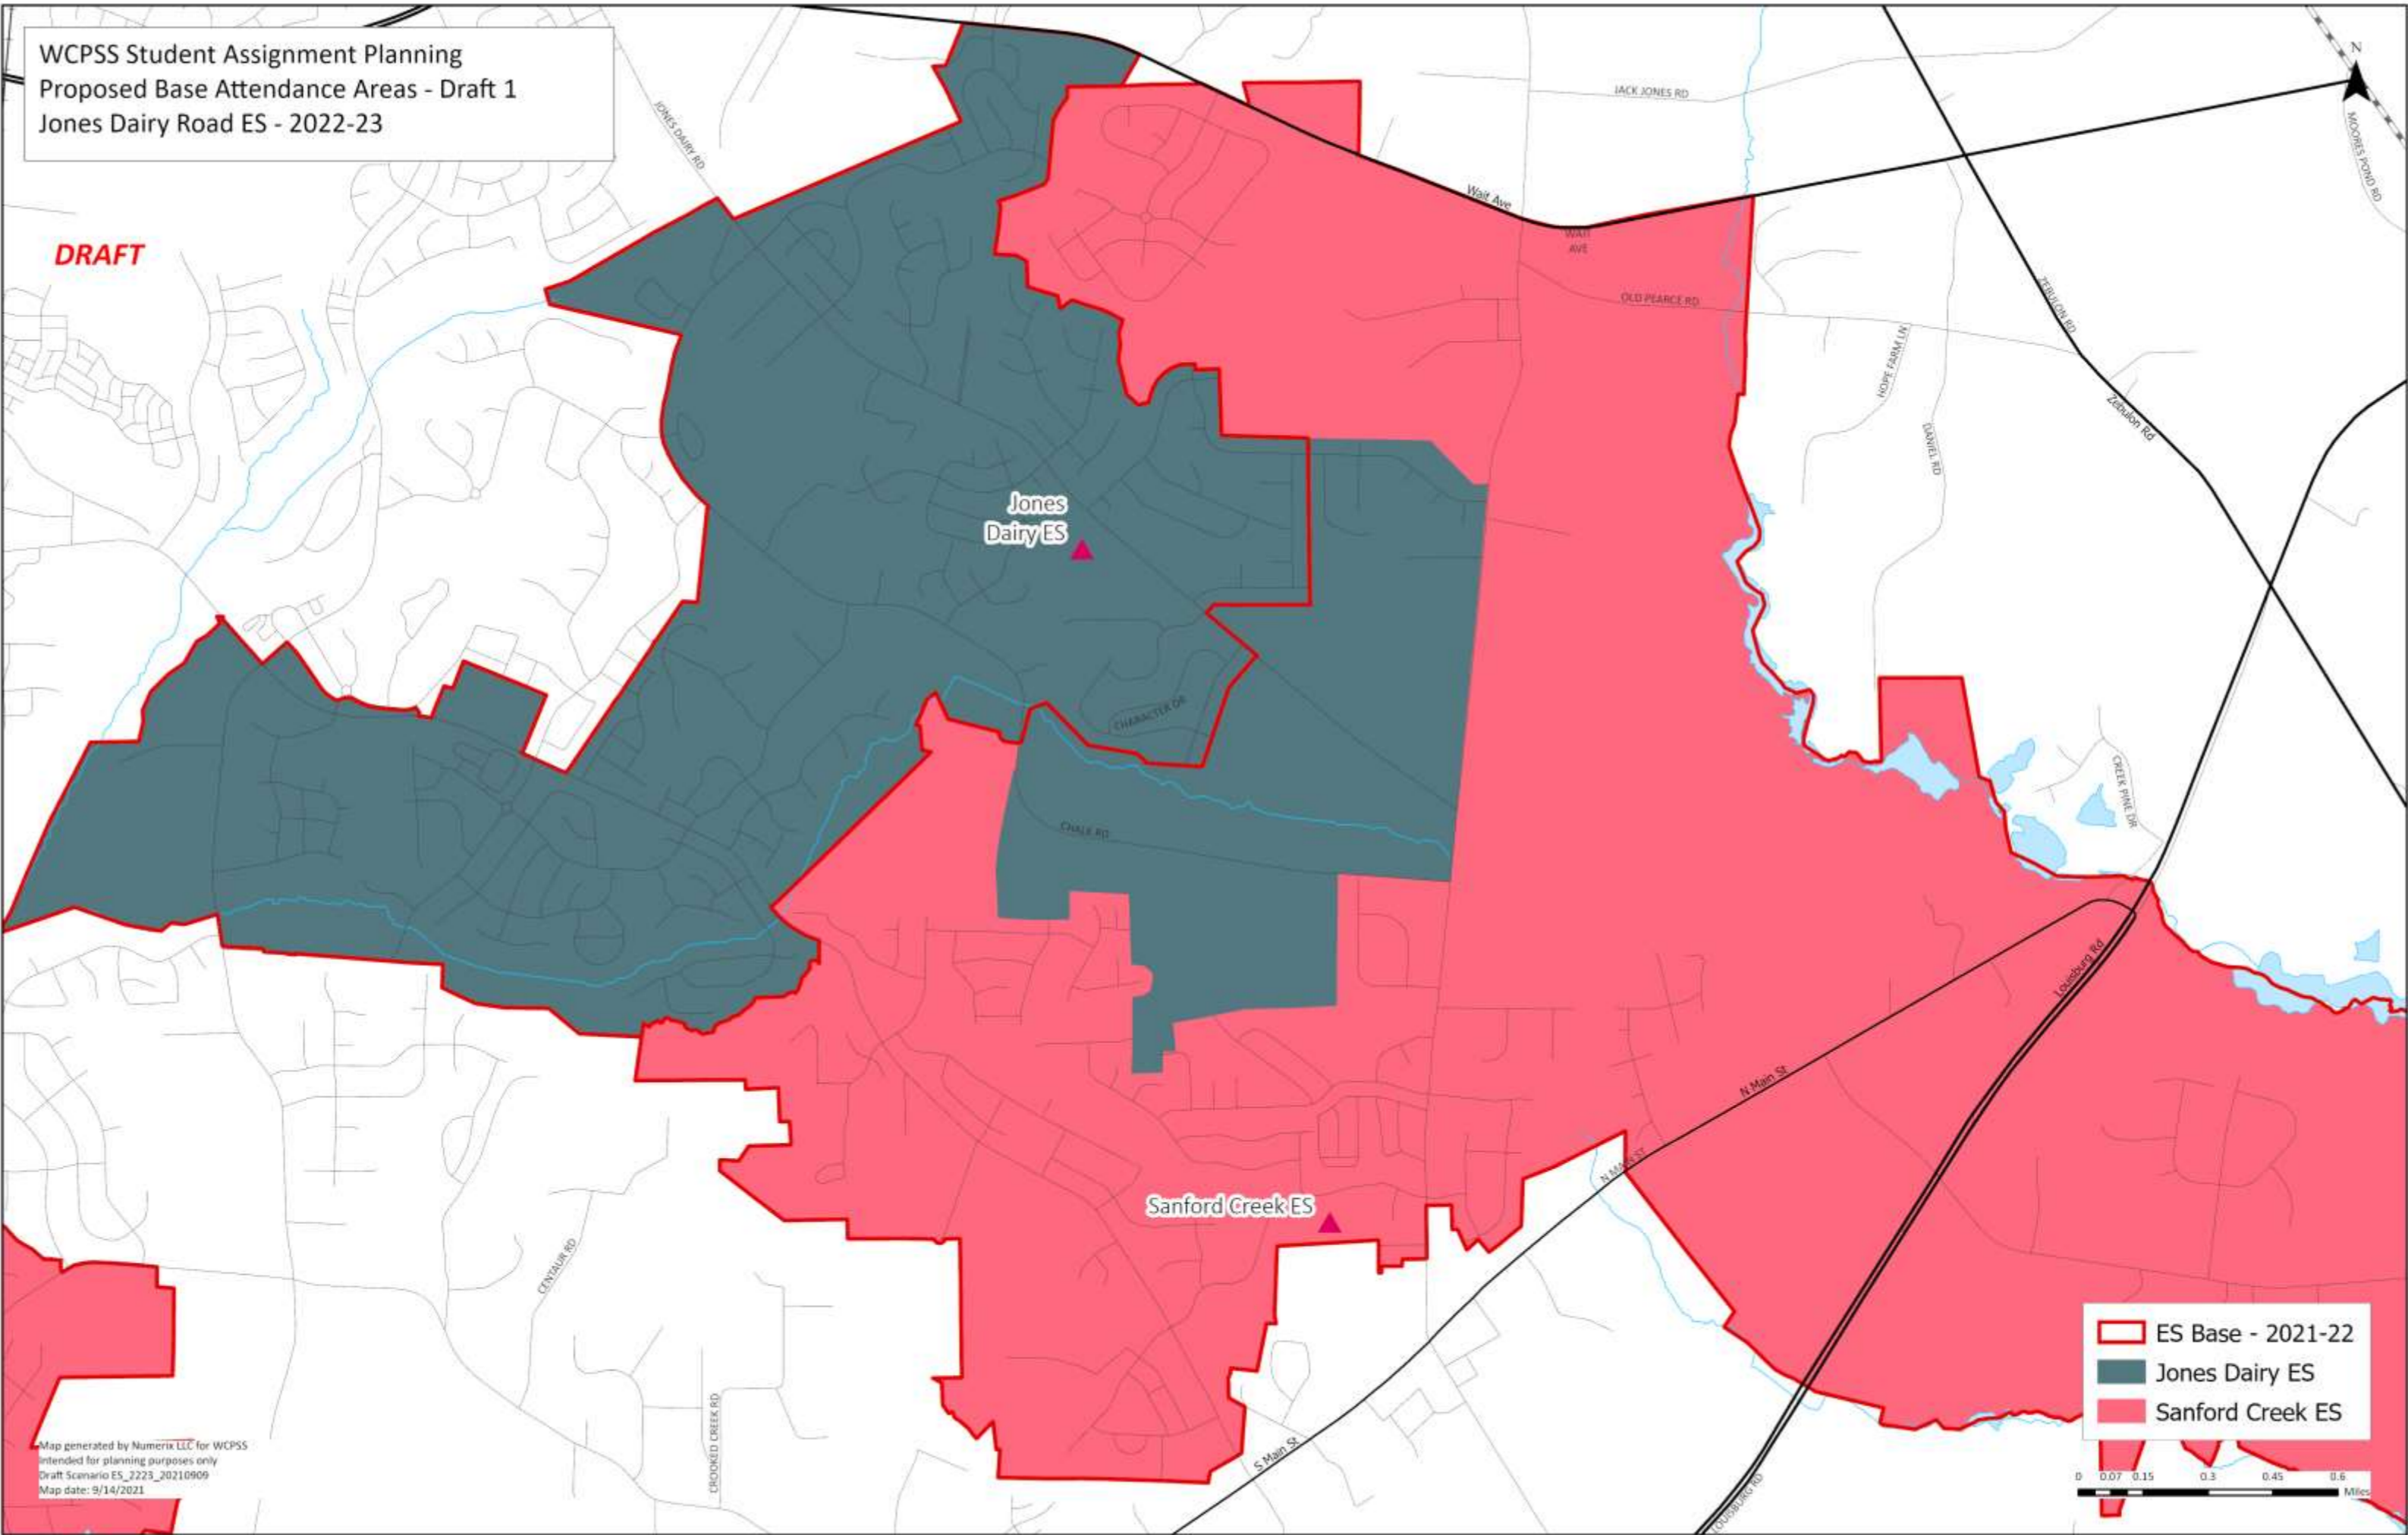 WCPSS Student Assignment Planning
Proposed Base Attendance Areas - Draft 1
Jones Dairy Road ES - 2022-23
DRAFT
N
JONES DAIRY RD
JACK JONES RD
MOORES POND RD
Wait Ave
WAIT
AVE
OLD PEARCE RD
ZEBULON RD
HOPE FARM LN
Zebulon Rd
DANIEL RD
Jones
Dairy ES
CHARACTER DR
CREEK PINE DR
CHALK RD
Louisburg Rd
N Main St
N MAIN ST
Sanford Creek ES
CENTAUR RD
CROOKED CREEK RD
S Main St
LOUISBURG RD
ES Base - 2021-22
Jones Dairy ES
Sanford Creek ES
Map generated by Numerix LLC for WCPSS
Intended for planning purposes only
Draft Scenario ES_2223_20210909
Map date: 9/14/2021
0 0.07 0.15 0.3 0.45 0.6
Miles